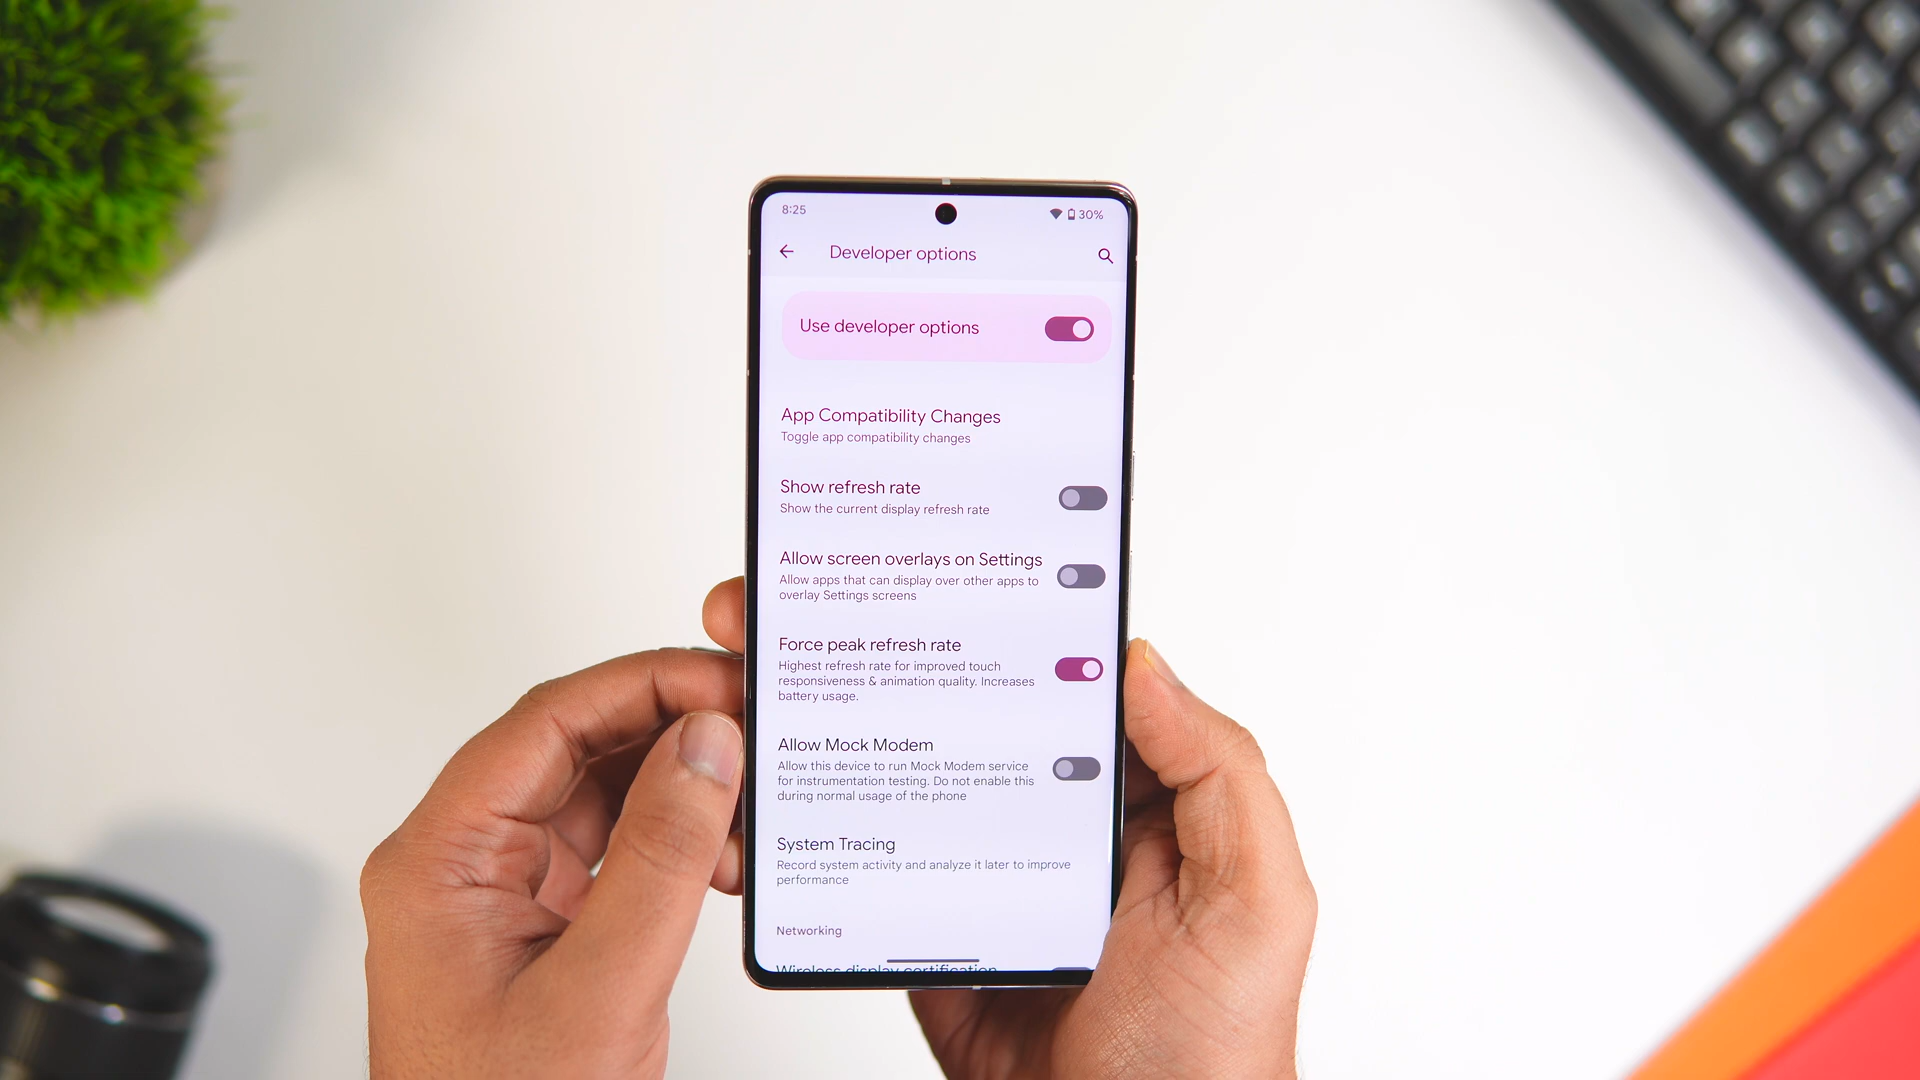 8:25
30%
Developer options
Use developer options
App Compatibility Changes
Toggle app compatibility changes
Show refresh rate
Show the current display refresh rate
Allow screen overlays on Settings
Allow apps that can display over other apps to
overlay Settings screens
Force peak refresh rate
Highest refresh rate for improved touch
responsiveness & animation quality. Increases
battery usage.
Allow Mock Modem
Allow this device to run Mock Modem service
for instrumentation testing. Do not enable this
during normal usage of the phone
System Tracing
Record system activity and analyze it later to improve
performance
Networking
Wireless display certification